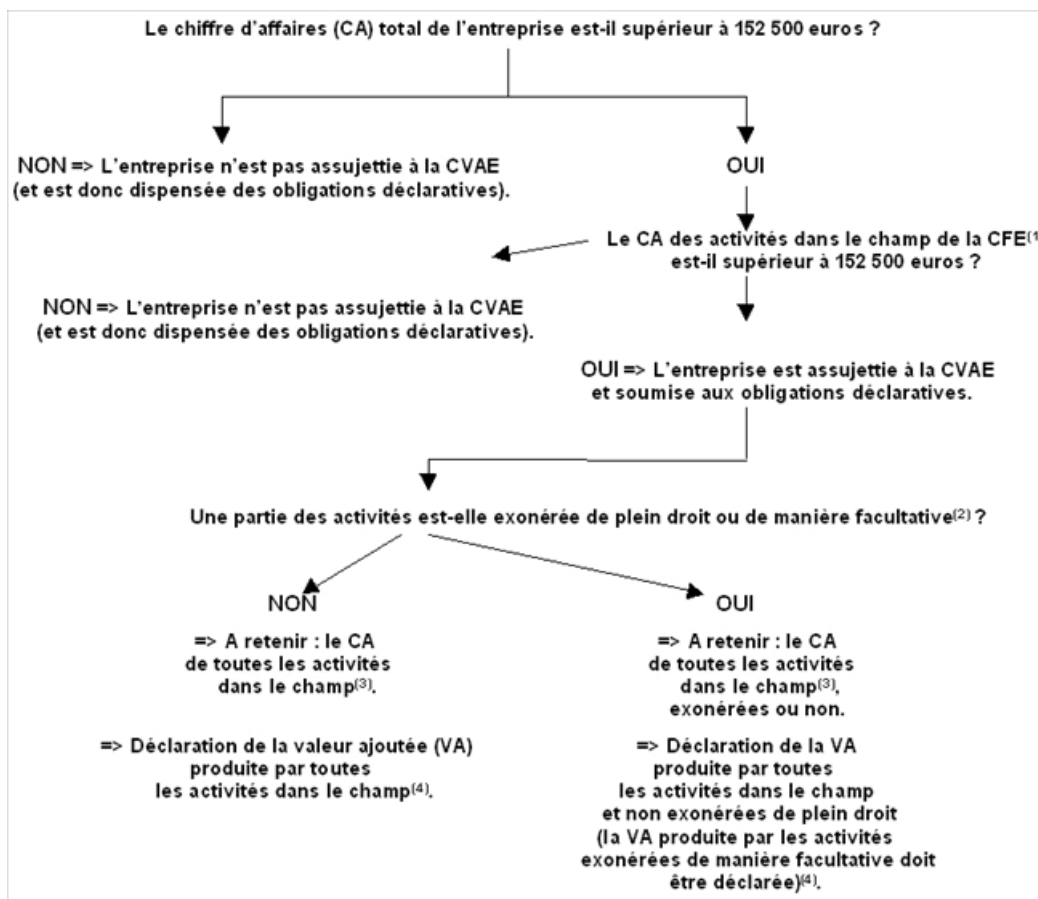 Le chiffre d'affaires (CA) total de l'entreprise est-il supérieur à 152 500 euros ?
NON => L'entreprise n'est pas assujettie à la CVAE
(et est donc dispensée des obligations déclaratives).
OUI
Le CA des activités dans le champ de la CFE(1
est-il supérieur à 152 500 euros ?
NON => L'entreprise n'est pas assujettie à la CVAE
(et est donc dispensée des obligations déclaratives).
OUI => L'entreprise est assujettie à la CVAE
et soumise aux obligations déclaratives.
Une partie des activités est-elle exonérée de plein droit ou de manière facultative(2) ?
NON
=> A retenir : le CA
de toutes les activités
dans le champ(3).
=> Déclaration de la valeur ajoutée (VA)
produite par toutes
les activités dans le champ(4).
OUI
=> A retenir : le CA
de toutes les activités
dans le champ(3),
exonérées ou non.
=> Déclaration de la VA
produite par toutes
les activités dans le champ
et non exonérées de plein droit
(la VA produite par les activités
exonérées de manière facultative doit
être déclarée)(4).